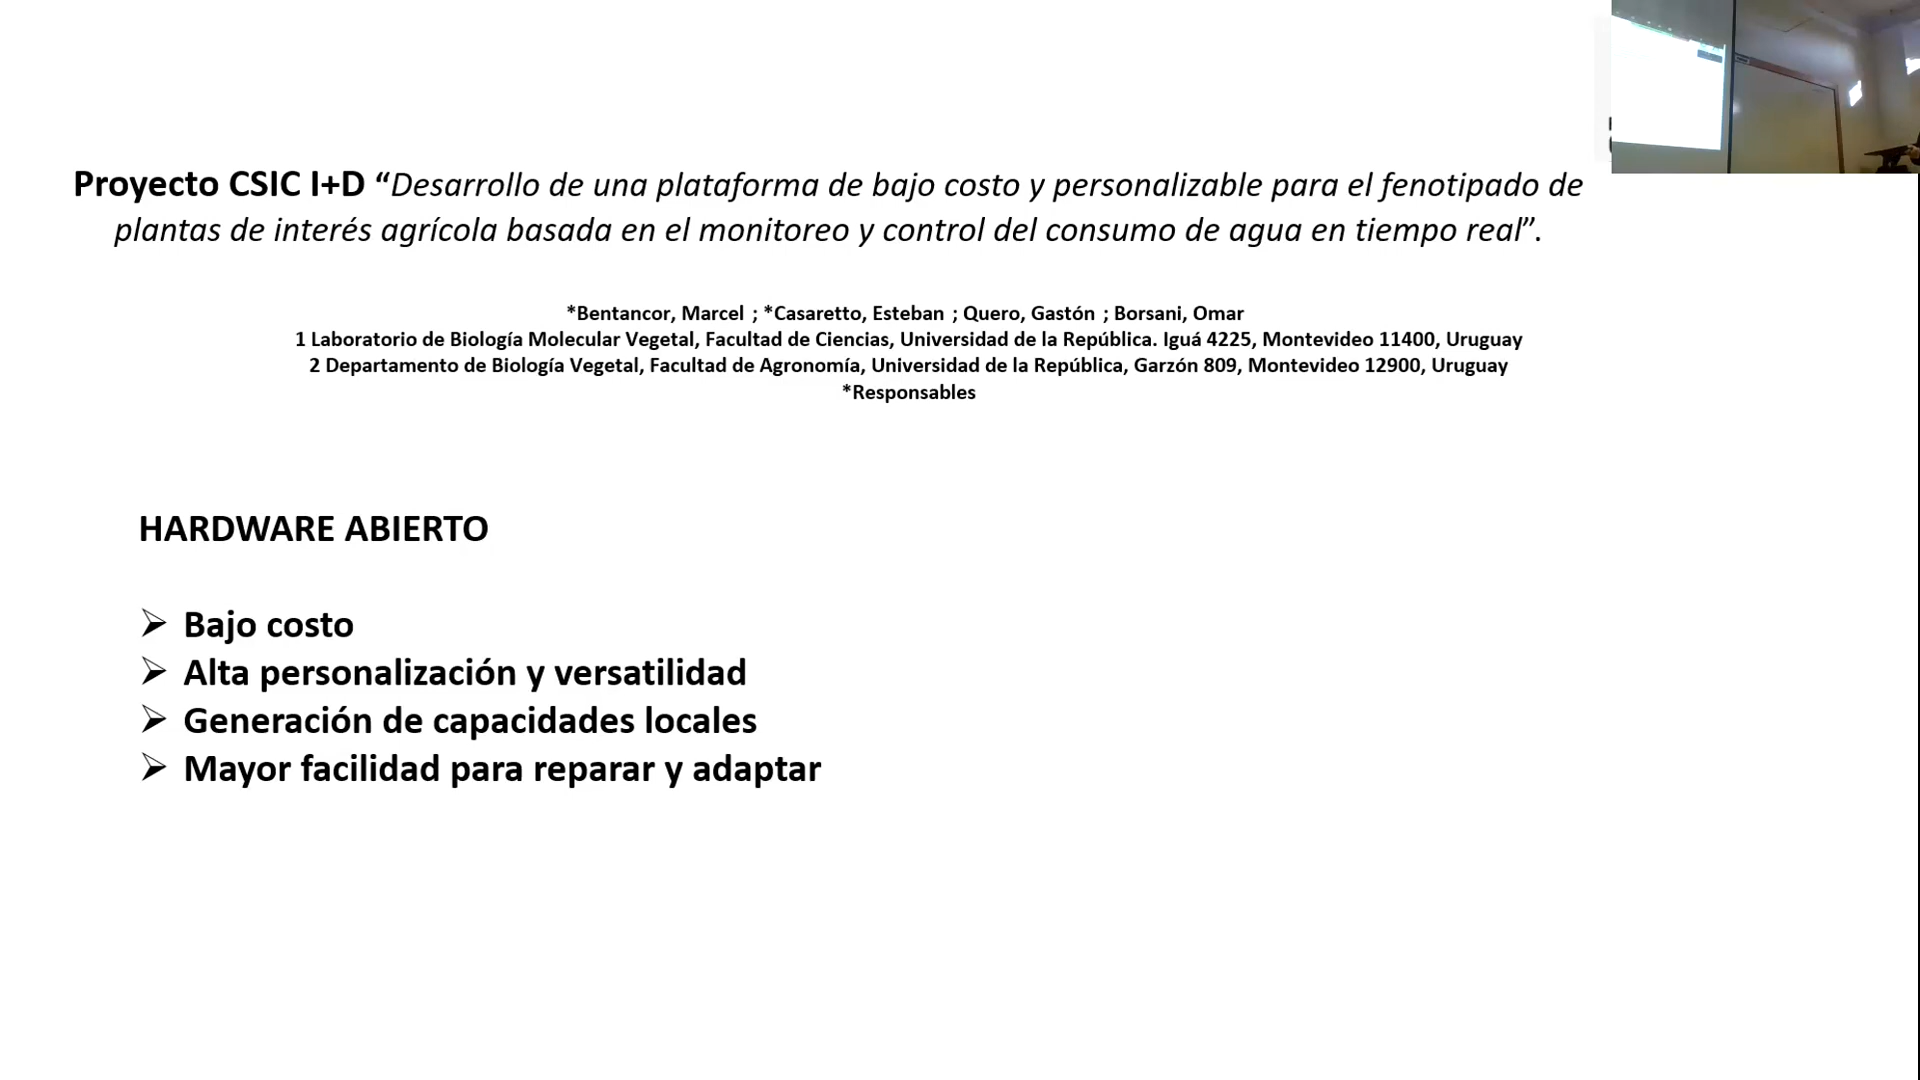 Proyecto CSIC I+D “Desarrollo de una plataforma de bajo costo y personalizable para el fenotipado de
plantas de interés agrícola basada en el monitoreo y control del consumo de agua en tiempo real”.
*Bentancor, Marcel ; *Casaretto, Esteban ; Quero, Gastón ; Borsani, Omar
1 Laboratorio de Biología Molecular Vegetal, Facultad de Ciencias, Universidad de la República. Iguá 4225, Montevideo 11400, Uruguay
2 Departamento de Biología Vegetal, Facultad de Agronomía, Universidad de la República, Garzón 809, Montevideo 12900, Uruguay
*Responsables
HARDWARE ABIERTO
➢ Bajo costo
➢ Alta personalización y versatilidad
➢ Generación de capacidades locales
➢ Mayor facilidad para reparar y adaptar